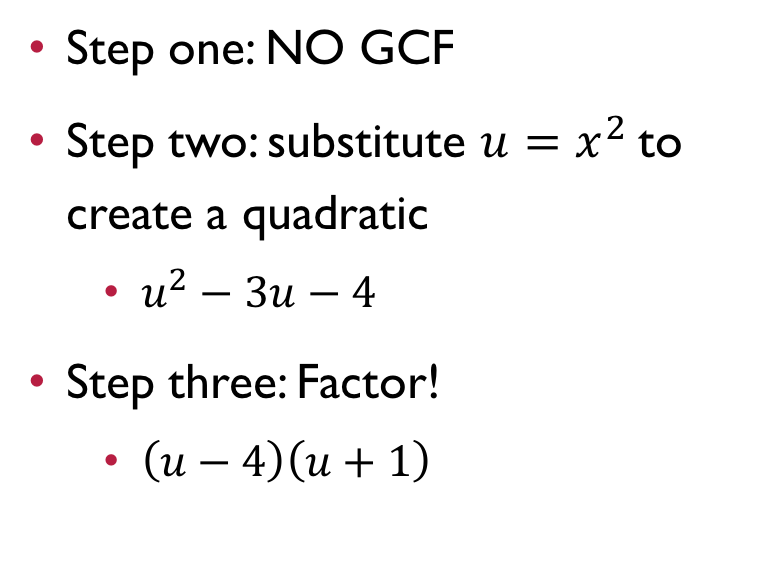 • Step one: NO GCF
• Step two: substitute 𝑢 = 𝑥² to
create a quadratic
• 𝑢² − 3𝑢 − 4
• Step three: Factor!
• (𝑢 − 4)(𝑢 + 1)